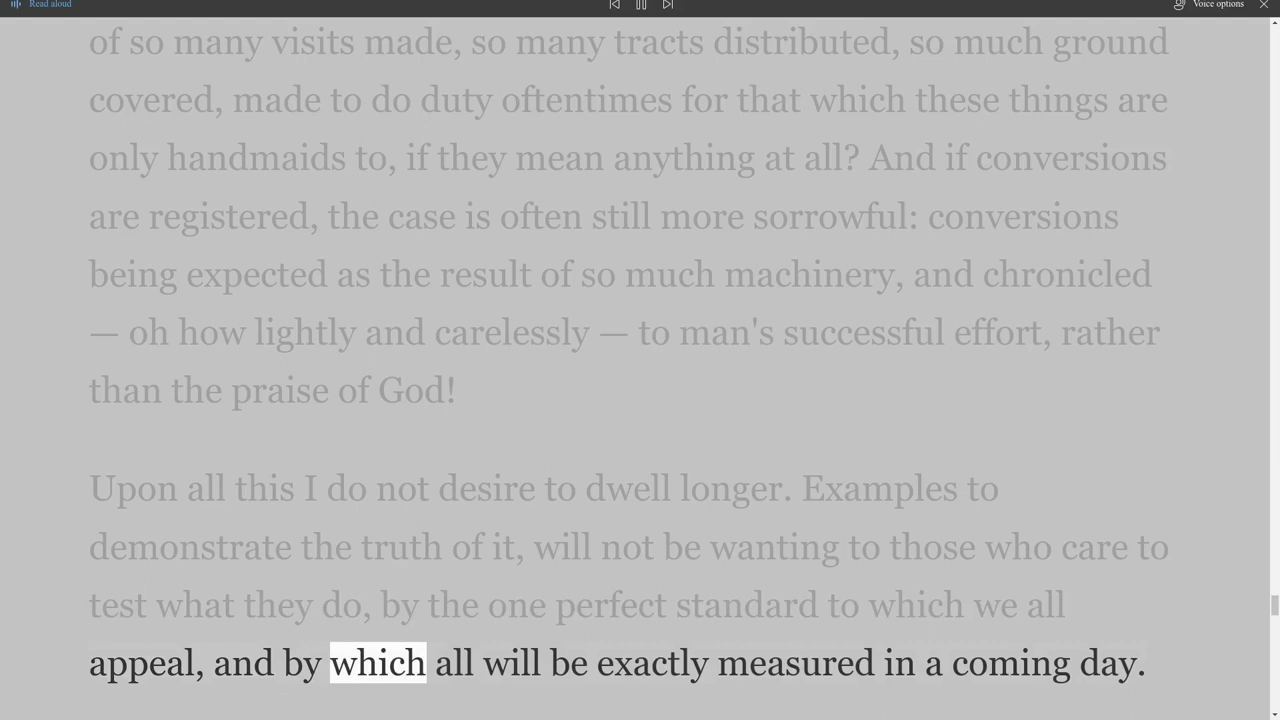 Read aloud
Voice options
of so many visits made, so many tracts distributed, so much ground
covered, made to do duty oftentimes for that which these things are
only handmaids to, if they mean anything at all? And if conversions
are registered, the case is often still more sorrowful: conversions
being expected as the result of so much machinery, and chronicled
— oh how lightly and carelessly — to man's successful effort, rather
than the praise of God!
Upon all this I do not desire to dwell longer. Examples to
demonstrate the truth of it, will not be wanting to those who care to
test what they do, by the one perfect standard to which we all
appeal, and by which all will be exactly measured in a coming day.